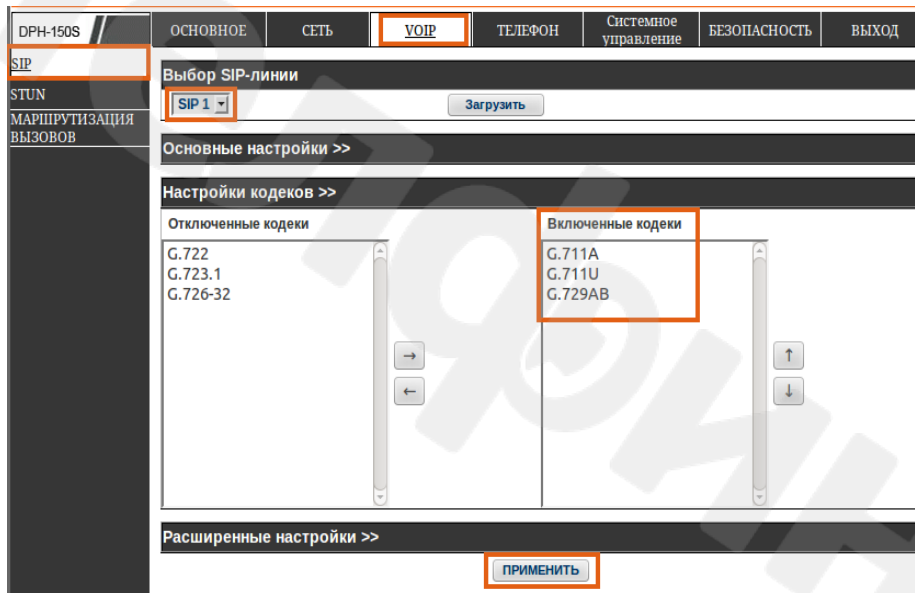 DPH-150S
ОСНОВНОЕ
СЕТЬ
VOIP
ТЕЛЕФОН
Системное
управление
БЕЗОПАСНОСТЬ
ВЫХОД
SIP
STUN
МАРШРУТИЗАЦИЯ
ВЫЗОВОВ
Выбор SIP-линии
SIP 1
Загрузить
Основные настройки >>
Настройки кодеков >>
Отключенные кодеки
Включенные кодеки
G.722
G.723.1
G.726-32
G.711A
G.711U
G.729AB
→
←
↑
↓
Расширенные настройки >>
ПРИМЕНИТЬ